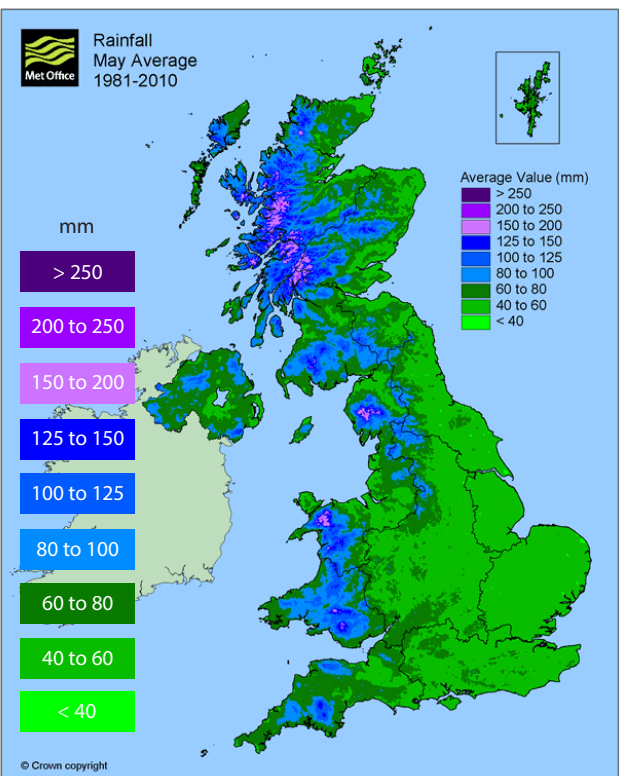 Met Office
Rainfall
May Average
1981-2010
Average Value (mm)
> 250
200 to 250
150 to 200
125 to 150
100 to 125
80 to 100
60 to 80
40 to 60
< 40
mm
> 250
200 to 250
150 to 200
125 to 150
100 to 125
80 to 100
60 to 80
40 to 60
< 40
© Crown copyright